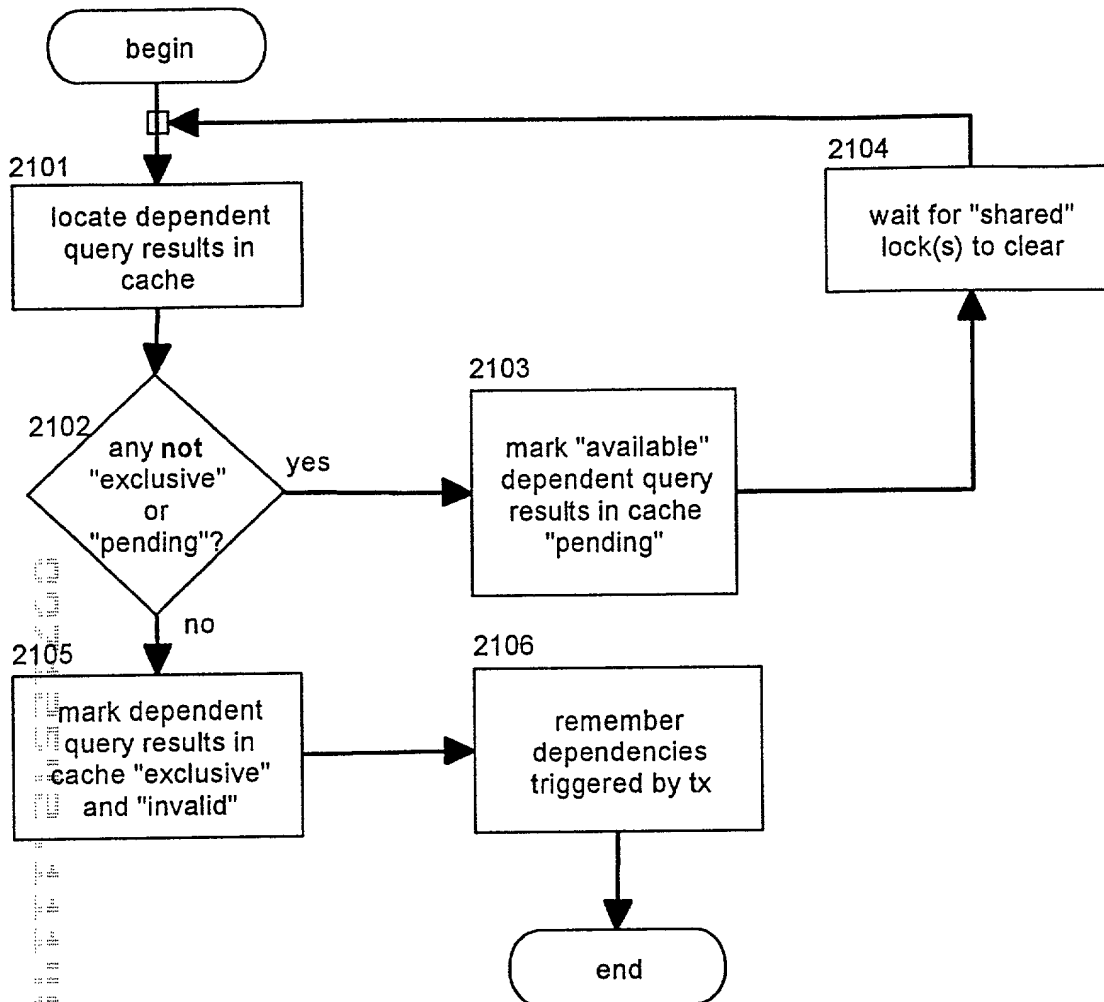 begin
2101
locate dependent
query results in
cache
2104
wait for "shared"
lock(s) to clear
2102
any not
"exclusive"
or
"pending"?
yes
2103
mark "available"
dependent query
results in cache
"pending"
no
2105
mark dependent
query results in
cache "exclusive"
and "invalid"
2106
remember
dependencies
triggered by tx
end